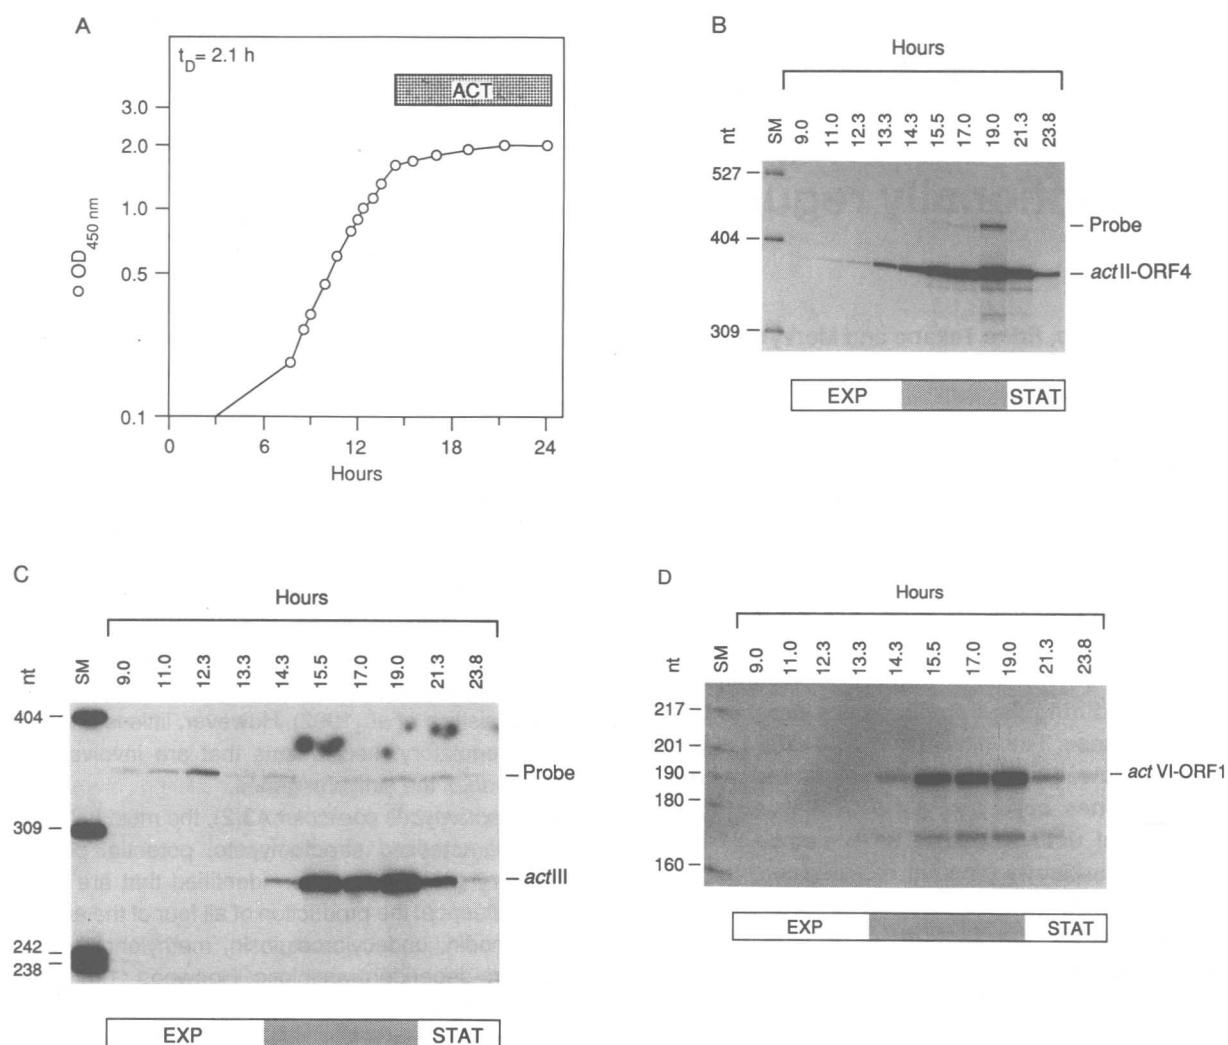 A
t_D = 2.1 h
ACT
3.0
2.0
1.0
0.5
0.1
○ OD_450 nm
0 6 12 18 24
Hours
B
Hours
nt SM 9.0 11.0 12.3 13.3 14.3 15.5 17.0 19.0 21.3 23.8
527
404
309
Probe
actII-ORF4
EXP STAT
C
Hours
nt SM 9.0 11.0 12.3 13.3 14.3 15.5 17.0 19.0 21.3 23.8
404
309
242
238
Probe
actIII
EXP STAT
D
Hours
nt SM 9.0 11.0 12.3 13.3 14.3 15.5 17.0 19.0 21.3 23.8
217
201
190
180
160
act VI-ORF1
EXP STAT